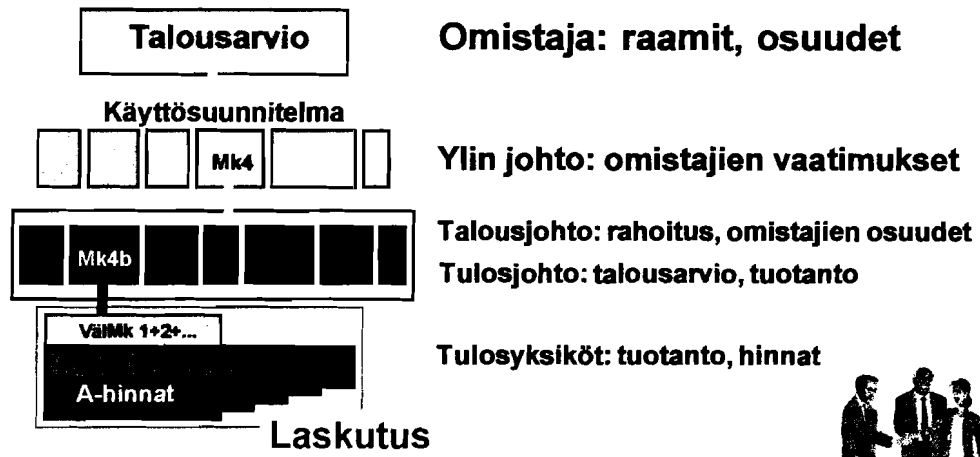 Talousarvio
Omistaja: raamit, osuudet
Käyttösuunnitelma
Mk4
Ylin johto: omistajien vaatimukset
Mk4b
Talousjohto: rahoitus, omistajien osuudet
Tulosjohto: talousarvio, tuotanto
VäliMk 1+2+...
Tulosyksiköt: tuotanto, hinnat
A-hinnat
Laskutus